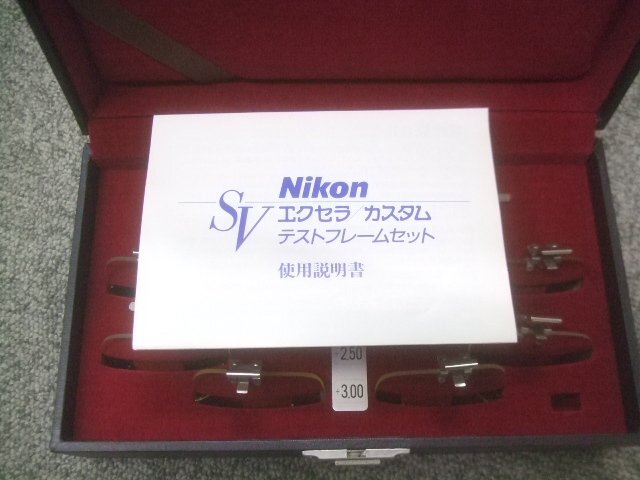 Nikon
SV エクセラ/カスタム
テストフレームセット
使用説明書
+2.50
+3.00